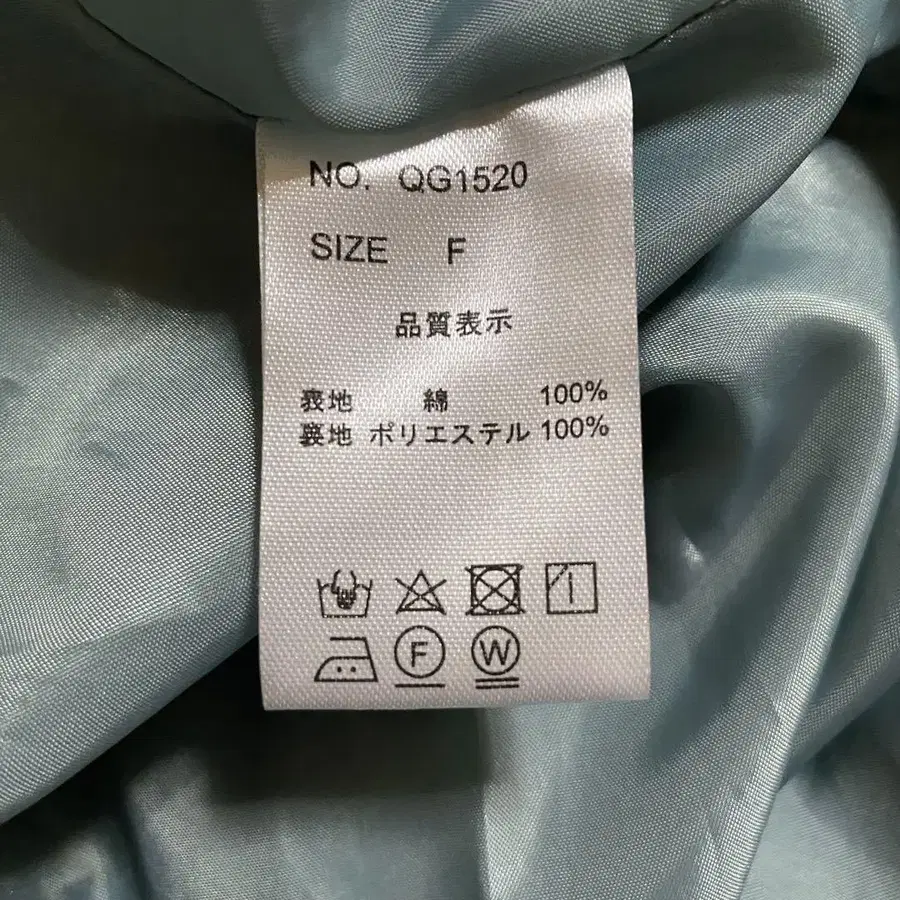 NO. QG1520
SIZE F
品質表示
表地 綿 100%
裏地 ポリエステル 100%
F W